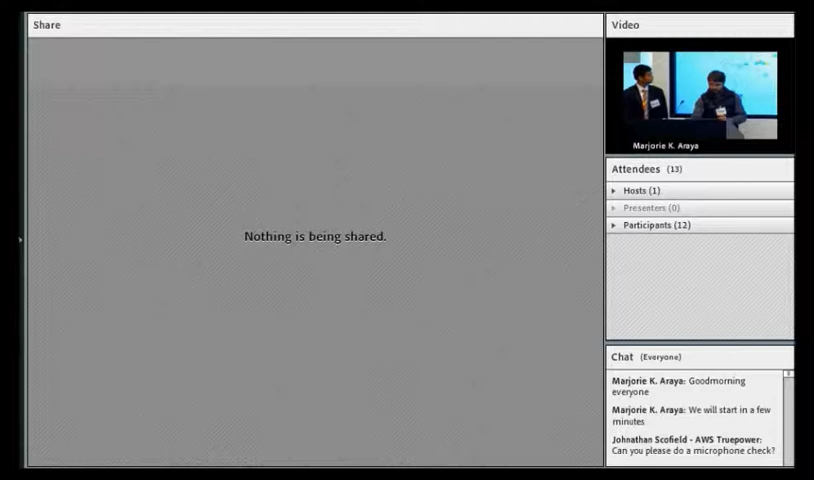 Share
Nothing is being shared.
Video
Marjorie K. Araya
Attendees (13)
Hosts (1)
Presenters (0)
Participants (12)
Chat (Everyone)
Marjorie K. Araya: Goodmorning
everyone
Marjorie K. Araya: We will start in a few
minutes
Johnathan Scofield - AWS Truepower:
Can you please do a microphone check?